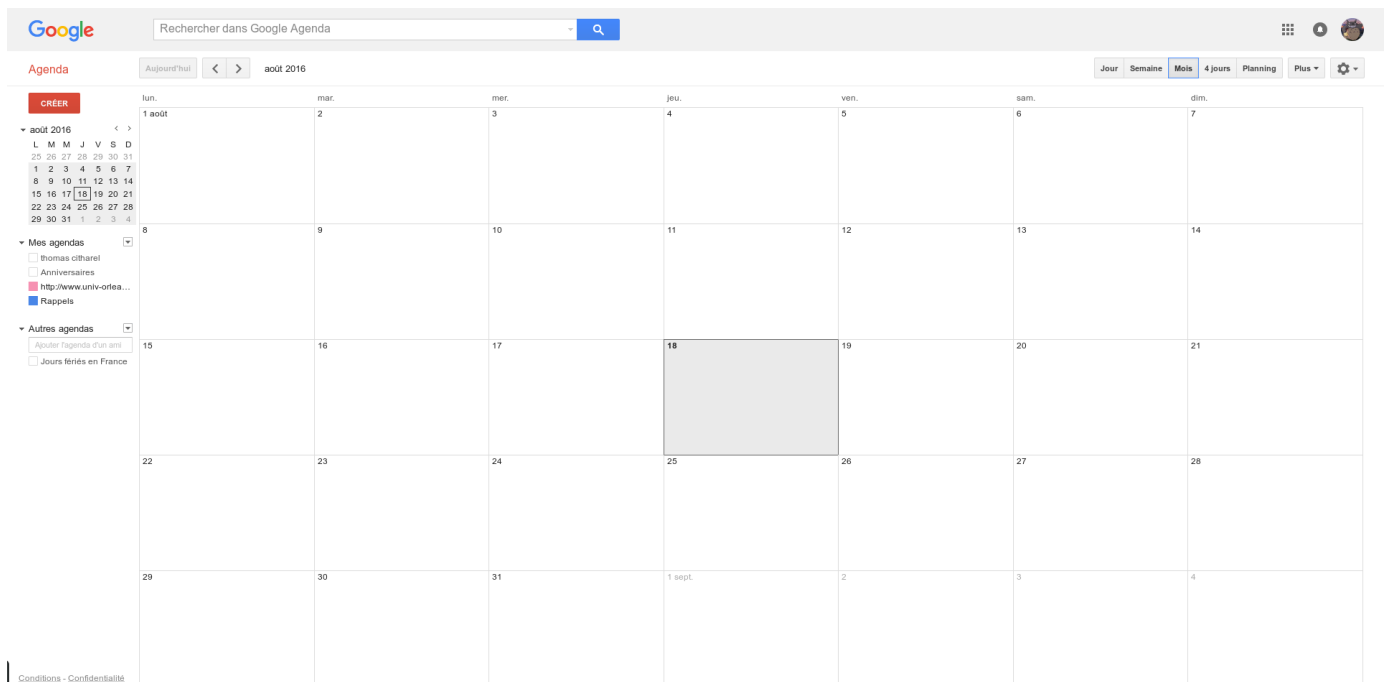 Google Rechercher dans Google Agenda
Agenda Aujourd'hui août 2016 Jour Semaine Mois 4 jours Planning Plus
CRÉER
août 2016
L M M J V S D
25 26 27 28 29 30 31
1 2 3 4 5 6 7
8 9 10 11 12 13 14
15 16 17 18 19 20 21
22 23 24 25 26 27 28
29 30 31 1 2 3 4
Mes agendas
thomas citharel
Anniversaires
http://www.univ-orlea...
Rappels
Autres agendas
Ajouter l'agenda d'un ami
Jours fériés en France
Conditions - Confidentialité
lun. mar. mer. jeu. ven. sam. dim.
1 août 2 3 4 5 6 7
8 9 10 11 12 13 14
15 16 17 18 19 20 21
22 23 24 25 26 27 28
29 30 31 1 sept. 2 3 4